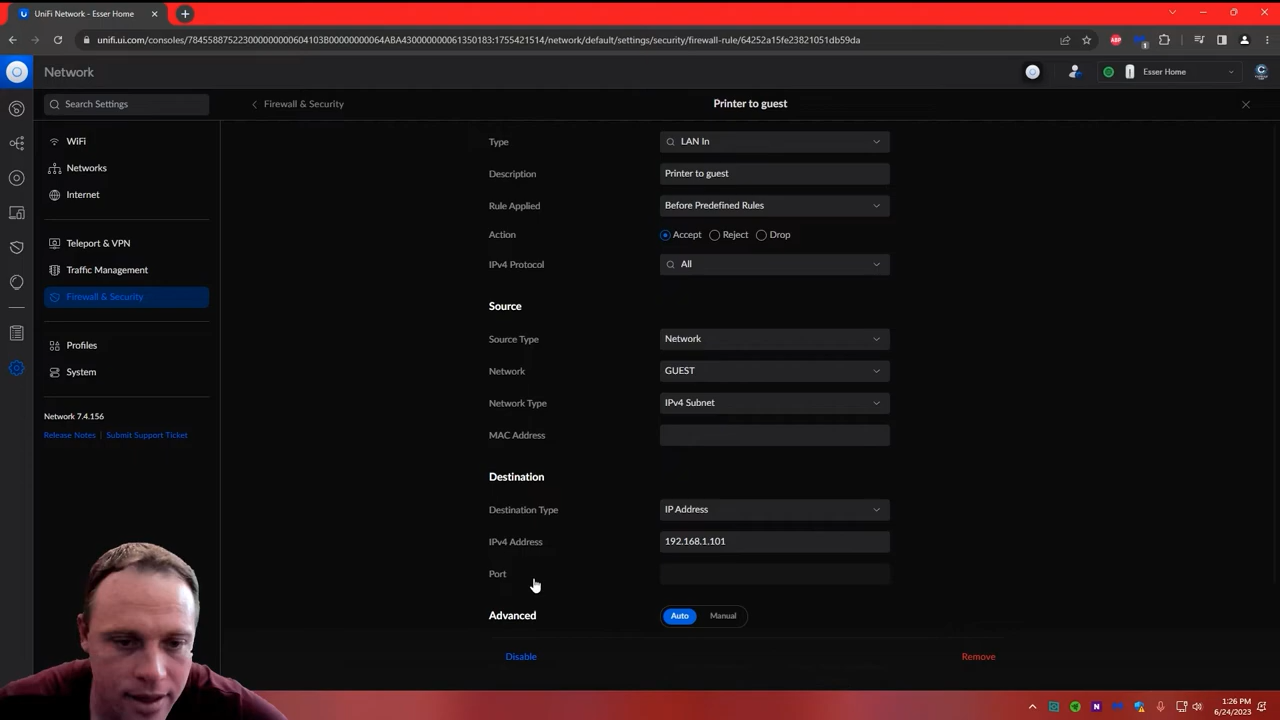 UniFi Network - Esser Home
unifi.ui.com/consoles/7845588752230000000006104103B00000000064ABA43000000061350183:1755421514/network/default/settings/security/firewall-rule/64252a15fe23821051db59da
ABP
1
Network
Esser Home
Search Settings
Firewall & Security
Printer to guest
WiFi
Networks
Internet
Teleport & VPN
Traffic Management
Firewall & Security
Profiles
System
Network 7.4.156
Release Notes | Submit Support Ticket
Type LAN In
Description Printer to guest
Rule Applied Before Predefined Rules
Action Accept Reject Drop
IPv4 Protocol All
Source
Source Type Network
Network GUEST
Network Type IPv4 Subnet
MAC Address
Destination
Destination Type IP Address
IPv4 Address 192.168.1.101
Port
Advanced Auto Manual
Disable Remove
1:26 PM
6/24/2023